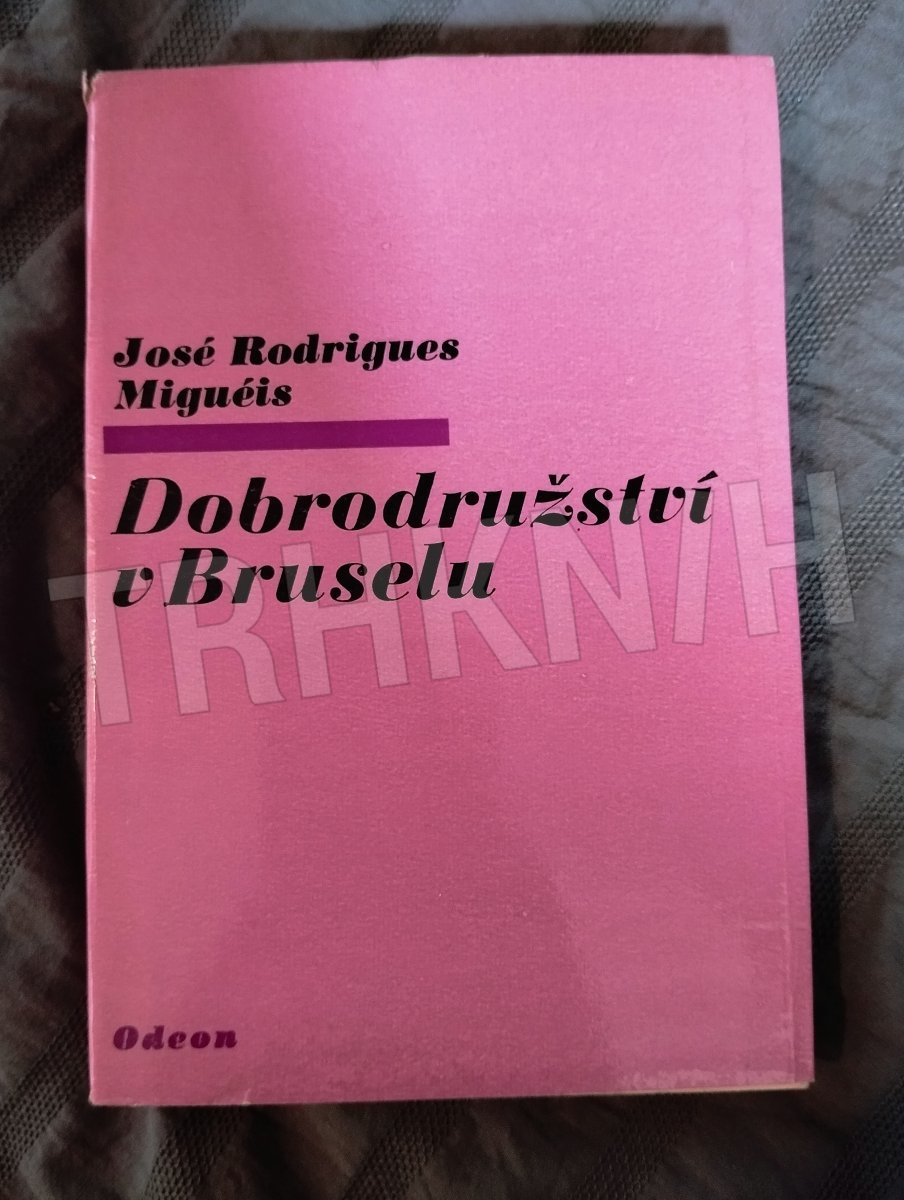 José Rodrigues
Miguéis
Dobrodružství
v Bruselu
TRHKNIH
Odeon